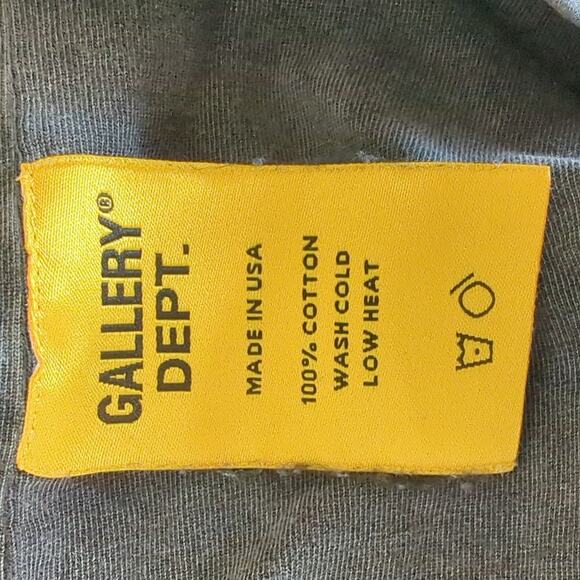 GALLERY®
DEPT.
MADE IN USA
100% COTTON
WASH COLD
LOW HEAT